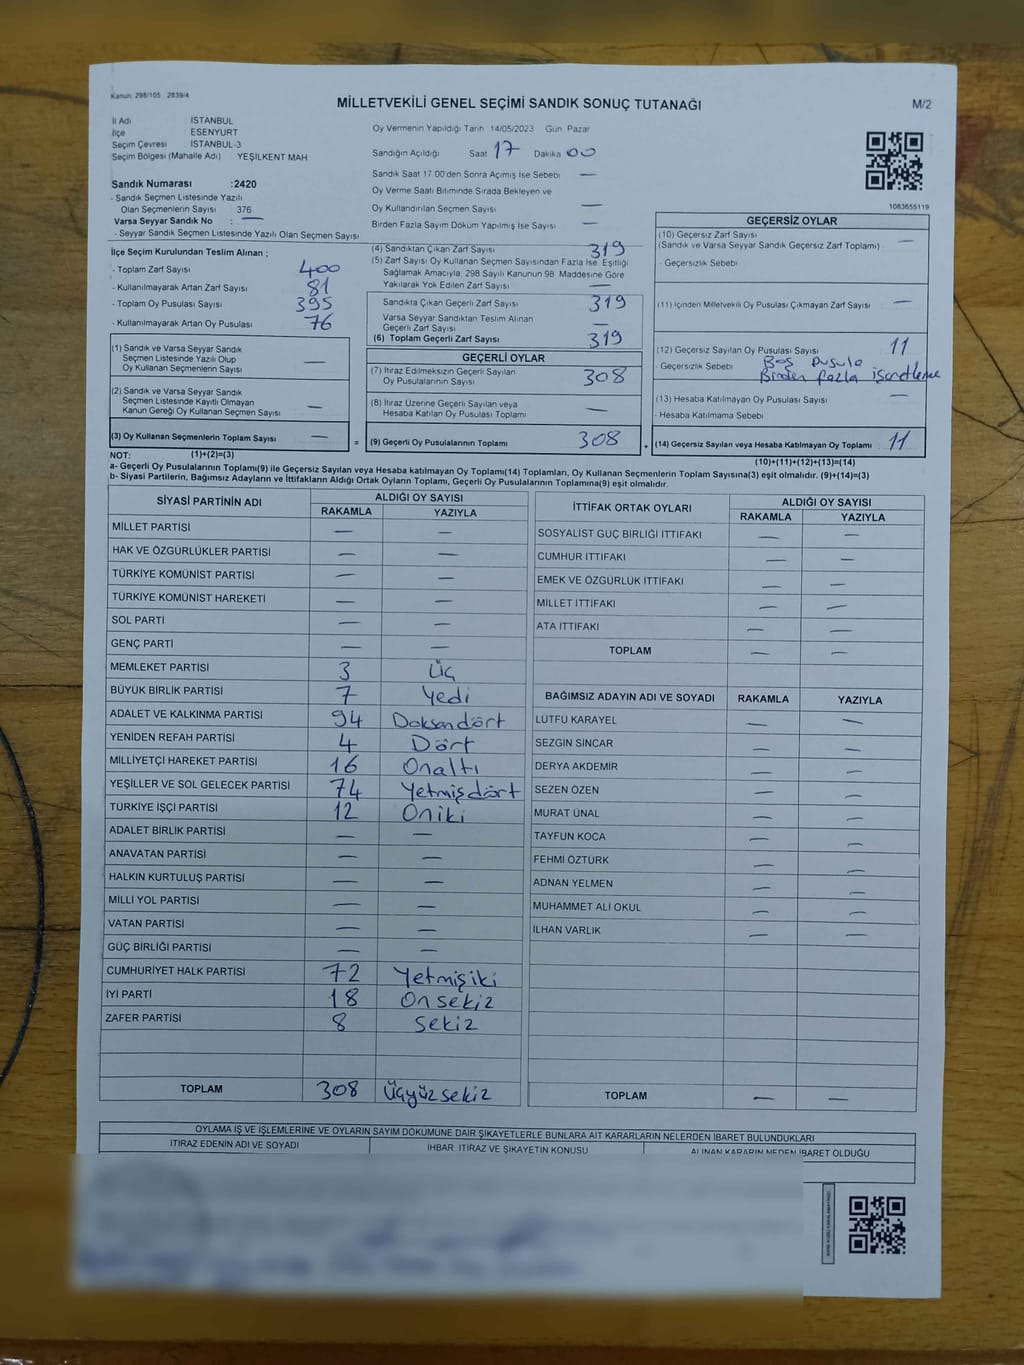 Kanun: 298/105 : 2839/4
MİLLETVEKİLİ GENEL SEÇİMİ SANDIK SONUÇ TUTANAĞI
M/2
İl Adı : İSTANBUL
İlçe : ESENYURT
Seçim Çevresi : İSTANBUL-3
Seçim Bölgesi (Mahalle Adı) : YEŞİLKENT MAH
Sandık Numarası :2420
- Sandık Seçmen Listesinde Yazılı
Olan Seçmenlerin Sayısı : 376
Varsa Seyyar Sandık No : —
- Seyyar Sandık Seçmen Listesinde Yazılı Olan Seçmen Sayısı :
Oy Vermenin Yapıldığı Tarih 14/05/2023 Gün Pazar
Sandığın Açıldığı Saat 17 Dakika 00
Sandık Saat 17.00'den Sonra Açılmış İse Sebebi —
Oy Verme Saati Bitiminde Sırada Bekleyen ve
Oy Kullandırılan Seçmen Sayısı —
Birden Fazla Sayım Döküm Yapılmış İse Sayısı —
1083655119
İlçe Seçim Kurulundan Teslim Alınan ;
- Toplam Zarf Sayısı : 400
- Kullanılmayarak Artan Zarf Sayısı : 81
- Toplam Oy Pusulası Sayısı : 395
- Kullanılmayarak Artan Oy Pusulası : 76
(4) Sandıktan Çıkan Zarf Sayısı 319
(5) Zarf Sayısı Oy Kullanan Seçmen Sayısından Fazla İse, Eşitliği
Sağlamak Amacıyla, 298 Sayılı Kanunun 98. Maddesine Göre
Yakılarak Yok Edilen Zarf Sayısı —
Sandıkta Çıkan Geçerli Zarf Sayısı 319
Varsa Seyyar Sandıktan Teslim Alınan
Geçerli Zarf Sayısı —
(6) Toplam Geçerli Zarf Sayısı 319
GEÇERSİZ OYLAR
(10) Geçersiz Zarf Sayısı
(Sandık ve Varsa Seyyar Sandık Geçersiz Zarf Toplamı) —
- Geçersizlik Sebebi :
(11) İçinden Milletvekili Oy Pusulası Çıkmayan Zarf Sayısı —
(12) Geçersiz Sayılan Oy Pusulası Sayısı 11
- Geçersizlik Sebebi Boş pusula
Birden fazla işaretleme
(13) Hesaba Katılmayan Oy Pusulası Sayısı —
- Hesaba Katılmama Sebebi
(14) Geçersiz Sayılan veya Hesaba Katılmayan Oy Toplamı : 11
(10)+(11)+(12)+(13)=(14)
(1) Sandık ve Varsa Seyyar Sandık
Seçmen Listesinde Yazılı Olup
Oy Kullanan Seçmenlerin Sayısı —
(2) Sandık ve Varsa Seyyar Sandık
Seçmen Listesinde Kayıtlı Olmayan
Kanun Gereği Oy Kullanan Seçmen Sayısı —
(3) Oy Kullanan Seçmenlerin Toplam Sayısı —
(1)+(2)=(3)
GEÇERLİ OYLAR
(7) İtiraz Edilmeksizin Geçerli Sayılan
Oy Pusulalarının Sayısı 308
(8) İtiraz Üzerine Geçerli Sayılan veya
Hesaba Katılan Oy Pusulası Toplamı —
= (9) Geçerli Oy Pusulalarının Toplamı 308 +
NOT:
a- Geçerli Oy Pusulalarının Toplamı(9) ile Geçersiz Sayılan veya Hesaba katılmayan Oy Toplamı(14) Toplamları, Oy Kullanan Seçmenlerin Toplam Sayısına(3) eşit olmalıdır. (9)+(14)=(3)
b- Siyasi Partilerin, Bağımsız Adayların ve İttifakların Aldığı Ortak Oyların Toplamı, Geçerli Oy Pusulalarının Toplamına(9) eşit olmalıdır.
SİYASİ PARTİNİN ADI ALDIĞI OY SAYISI
RAKAMLA YAZIYLA
MİLLET PARTİSİ — —
HAK VE ÖZGÜRLÜKLER PARTİSİ — —
TÜRKİYE KOMÜNİST PARTİSİ — —
TÜRKİYE KOMÜNİST HAREKETİ — —
SOL PARTİ — —
GENÇ PARTİ — —
MEMLEKET PARTİSİ 3 Üç
BÜYÜK BİRLİK PARTİSİ 7 Yedi
ADALET VE KALKINMA PARTİSİ 94 Doksandört
YENİDEN REFAH PARTİSİ 4 Dört
MİLLİYETÇİ HAREKET PARTİSİ 16 Onaltı
YEŞİLLER VE SOL GELECEK PARTİSİ 74 Yetmişdört
TÜRKİYE İŞÇİ PARTİSİ 12 Oniki
ADALET BİRLİK PARTİSİ — —
ANAVATAN PARTİSİ — —
HALKIN KURTULUŞ PARTİSİ — —
MİLLİ YOL PARTİSİ — —
VATAN PARTİSİ — —
GÜÇ BİRLİĞİ PARTİSİ — —
CUMHURİYET HALK PARTİSİ 72 Yetmişiki
İYİ PARTİ 18 On sekiz
ZAFER PARTİSİ 8 Sekiz
TOPLAM 308 Üçyüz sekiz
İTTİFAK ORTAK OYLARI ALDIĞI OY SAYISI
RAKAMLA YAZIYLA
SOSYALİST GÜÇ BİRLİĞİ İTTİFAKI — —
CUMHUR İTTİFAKI — —
EMEK VE ÖZGÜRLÜK İTTİFAKI — —
MİLLET İTTİFAKI — —
ATA İTTİFAKI — —
TOPLAM — —
BAĞIMSIZ ADAYIN ADI VE SOYADI RAKAMLA YAZIYLA
LÜTFÜ KARAYEL — —
SEZGİN SİNCAR — —
DERYA AKDEMİR — —
SEZEN ÖZEN — —
MURAT ÜNAL — —
TAYFUN KOCA — —
FEHMİ ÖZTÜRK — —
ADNAN YELMEN — —
MUHAMMET ALİ OKUL — —
İLHAN VARLIK — —
TOPLAM — —
OYLAMA İŞ VE İŞLEMLERİNE VE OYLARIN SAYIM DÖKÜMÜNE DAİR ŞİKAYETLERLE BUNLARA AİT KARARLARIN NELERDEN İBARET BULUNDUKLARI
İTİRAZ EDENİN ADI VE SOYADI İHBAR, İTİRAZ VE ŞİKAYETİN KONUSU ALINAN KARARIN NEDEN İBARET OLDUĞU